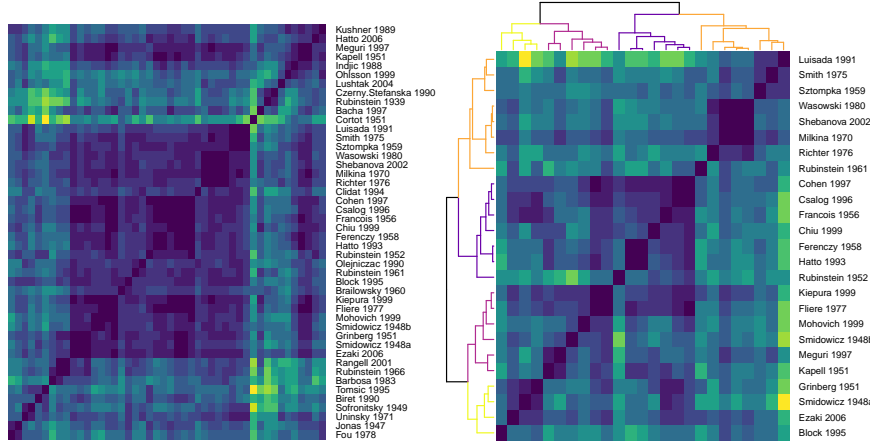 Kushner 1989
Hatto 2006
Meguri 1997
Kapell 1951
Indjic 1988
Ohlsson 1999
Lushtak 2004
Czerny.Stefanska 1990
Rubinstein 1939
Bacha 1997
Cortot 1951
Luisada 1991
Smith 1975
Sztompka 1959
Wasowski 1980
Shebanova 2002
Milkina 1970
Richter 1976
Clidat 1994
Cohen 1997
Csalog 1996
Francois 1956
Chiu 1999
Ferenczy 1958
Hatto 1993
Rubinstein 1952
Olejniczac 1990
Rubinstein 1961
Block 1995
Brailowsky 1960
Kiepura 1999
Fliere 1977
Mohovich 1999
Smidowicz 1948b
Grinberg 1951
Smidowicz 1948a
Ezaki 2006
Rangell 2001
Rubinstein 1966
Barbosa 1983
Tomsic 1995
Biret 1990
Sofronitsky 1949
Uninsky 1971
Jonas 1947
Fou 1978
Luisada 1991
Smith 1975
Sztompka 1959
Wasowski 1980
Shebanova 2002
Milkina 1970
Richter 1976
Rubinstein 1961
Cohen 1997
Csalog 1996
Francois 1956
Chiu 1999
Ferenczy 1958
Hatto 1993
Rubinstein 1952
Kiepura 1999
Fliere 1977
Mohovich 1999
Smidowicz 1948b
Meguri 1997
Kapell 1951
Grinberg 1951
Smidowicz 1948a
Ezaki 2006
Block 1995